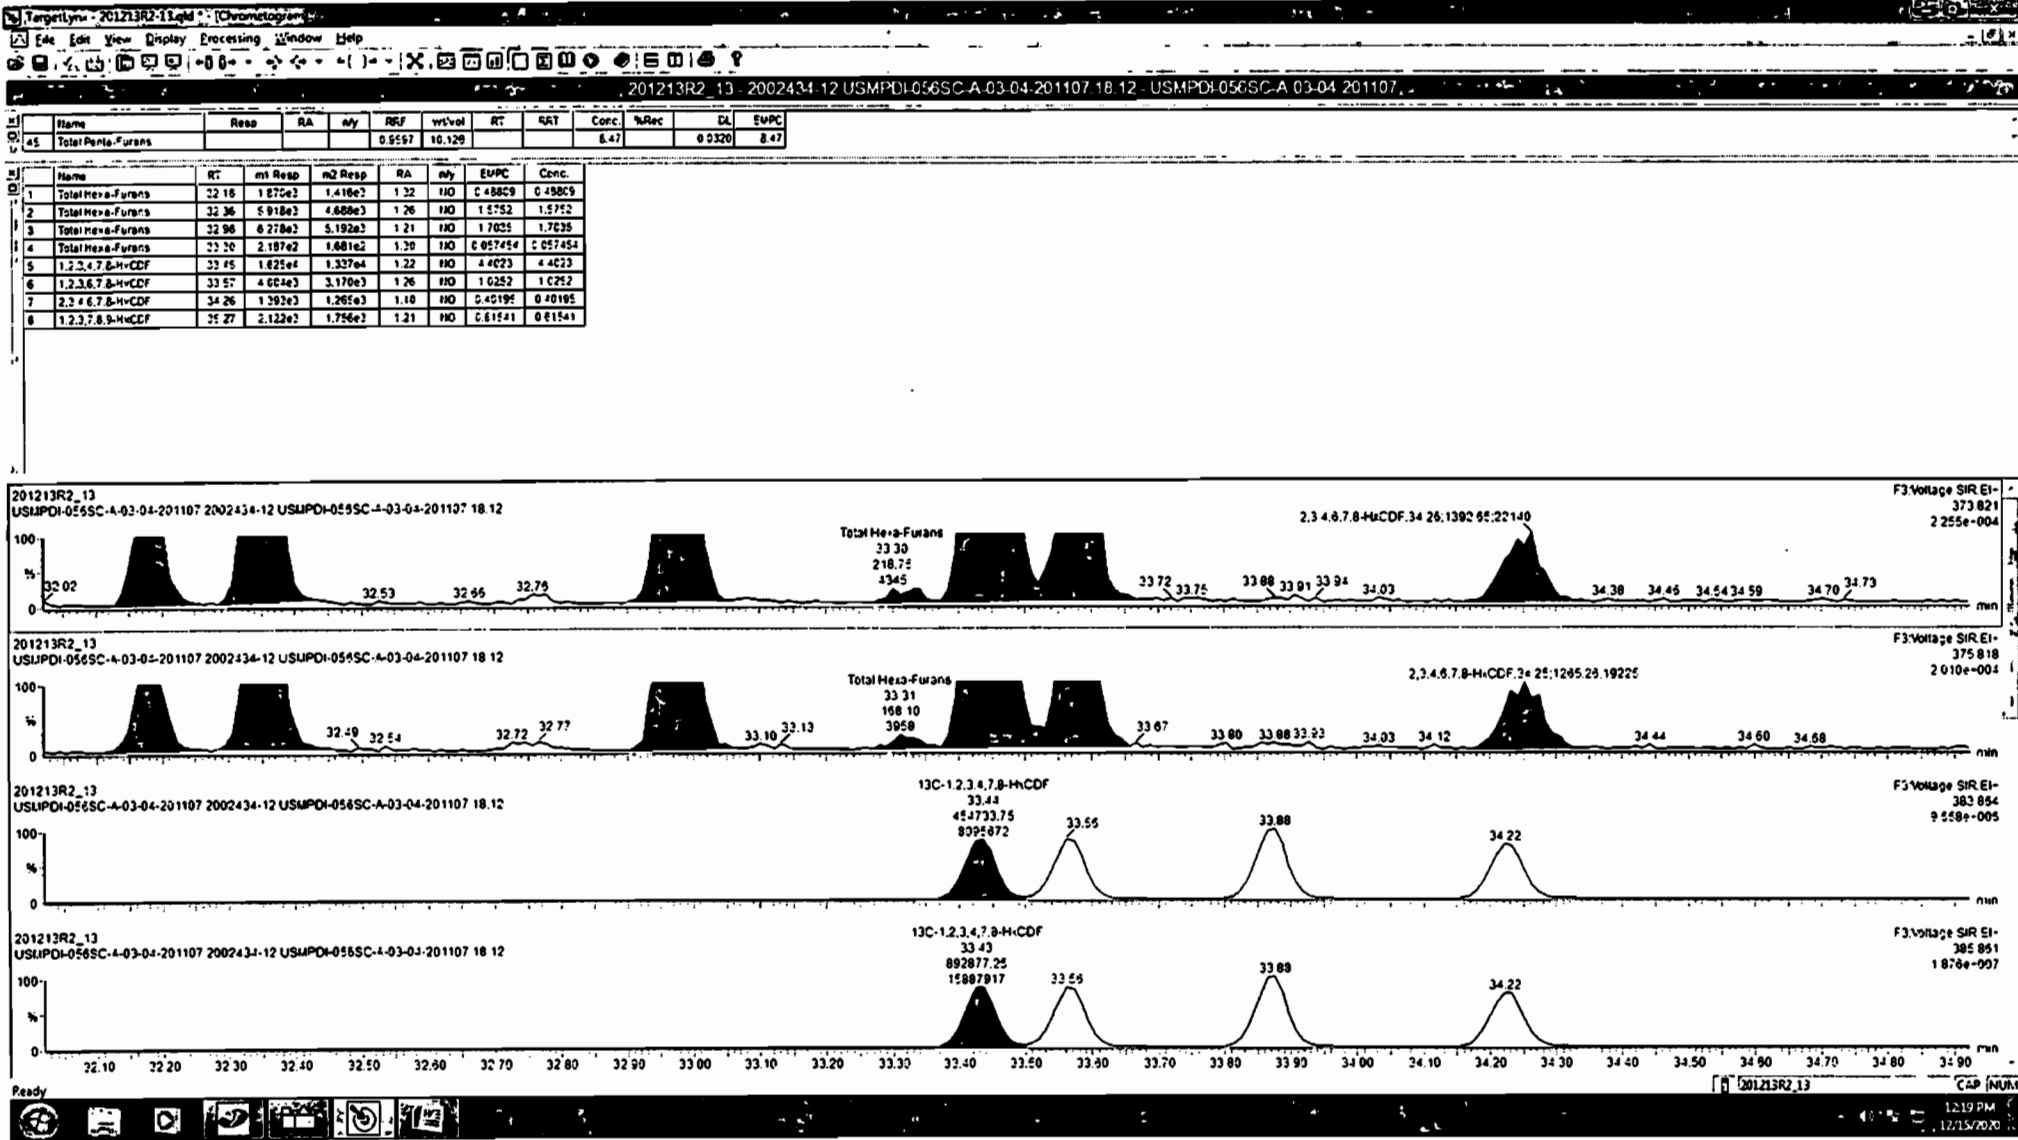 TargetLynx - 201213R2-13.qld * - [Chromatogram]
File Edit View Display Processing Window Help
201213R2_13 - 2002434-12 USMPDI-056SC-A-03-04-201107.18.12 - USMPDI-056SC-A 03-04 201107
Name Resp RA n/y RRF wt/vol RT RRT Conc. %Rec DL EMPC
45 Total Penta-Furans 10.129 8.47 0.0320 8.47
Name RT m1 Resp m2 Resp RA n/y EMPC Conc.
1 Total Hexa-Furans 32.16 1.416e3 1.32 NO
2 Total Hexa-Furans 32.36 5.918e3 4.688e3 1.26 NO 1.5752 1.5752
3 Total Hexa-Furans 32.96 6.278e3 5.192e3 1.21 NO 1.7035 1.7035
4 Total Hexa-Furans 33.30 2.187e2 1.681e2 1.30 NO 0.057454 0.057454
5 1,2,3,4,7,8-HxCDF 33.45 1.625e4 1.337e4 1.22 NO 4.4023 4.4023
6 1,2,3,6,7,8-HxCDF 33.57 3.170e3 1.26 NO 1.0252 1.0252
7 2,3,4,6,7,8-HxCDF 34.26 1.392e3 1.265e3 1.10 NO 0.40195 0.40195
8 1,2,3,7,8,9-HxCDF 35.27 2.122e3 1.756e3 1.21 NO 0.61541 0.61541
201213R2_13
USMPDI-056SC-A-03-04-201107 2002434-12 USMPDI-056SC-A-03-04-201107 18.12
F3:Voltage SIR,EI+
373.821
2.255e+004
Total Hexa-Furans
33.30
218.75
4345
2,3,4,6,7,8-HxCDF,34.26;1392.65;22140
100
%
0
32.02 32.53 32.66 32.76 33.72 33.75 33.88 33.91 33.94 34.03 34.38 34.46 34.54 34.59 34.70 34.73
min
201213R2_13
USMPDI-056SC-A-03-04-201107 2002434-12 USMPDI-056SC-A-03-04-201107 18.12
F3:Voltage SIR,EI+
375.818
2.010e+004
Total Hexa-Furans
33.31
168.10
3958
2,3,4,6,7,8-HxCDF,34.25;1265.26;19225
100
%
0
32.49 32.54 32.72 32.77 33.10 33.13 33.67 33.80 33.88 33.93 34.03 34.12 34.44 34.60 34.68
min
201213R2_13
USMPDI-056SC-A-03-04-201107 2002434-12 USMPDI-056SC-A-03-04-201107 18.12
F3:Voltage SIR,EI+
383.864
9.558e+005
13C-1,2,3,4,7,8-HxCDF
33.44
454733.75
8095672
33.56 33.88 34.22
100
%
0
min
201213R2_13
USMPDI-056SC-A-03-04-201107 2002434-12 USMPDI-056SC-A-03-04-201107 18.12
F3:Voltage SIR,EI+
385.861
1.876e+007
13C-1,2,3,4,7,8-HxCDF
33.43
892877.25
15887917
33.56 33.88 34.22
100
%
0
min
32.10 32.20 32.30 32.40 32.50 32.60 32.70 32.80 32.90 33.00 33.10 33.20 33.30 33.40 33.50 33.60 33.70 33.80 33.90 34.00 34.10 34.20 34.30 34.40 34.50 34.60 34.70 34.80 34.90
Ready
201213R2_13 CAP NUM
12:19 PM
12/15/2020